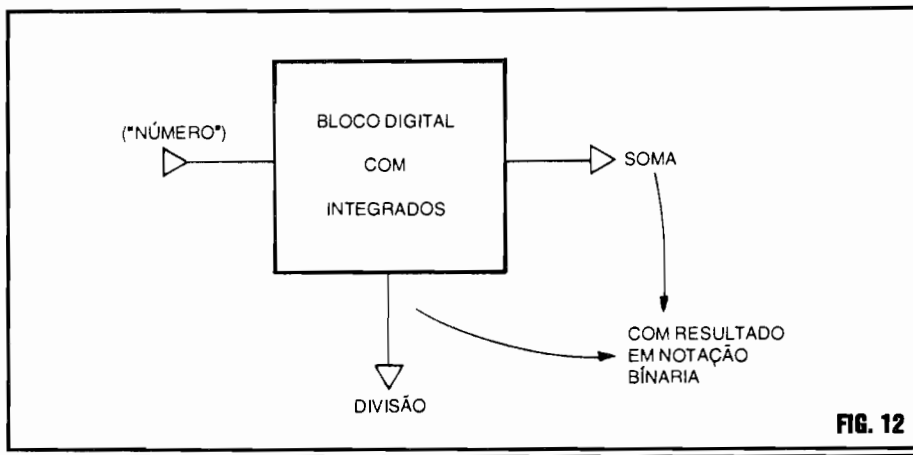 ("NÚMERO")
BLOCO DIGITAL
COM
INTEGRADOS
SOMA
COM RESULTADO
EM NOTAÇÃO
BÍNARIA
DIVISÃO
FIG. 12